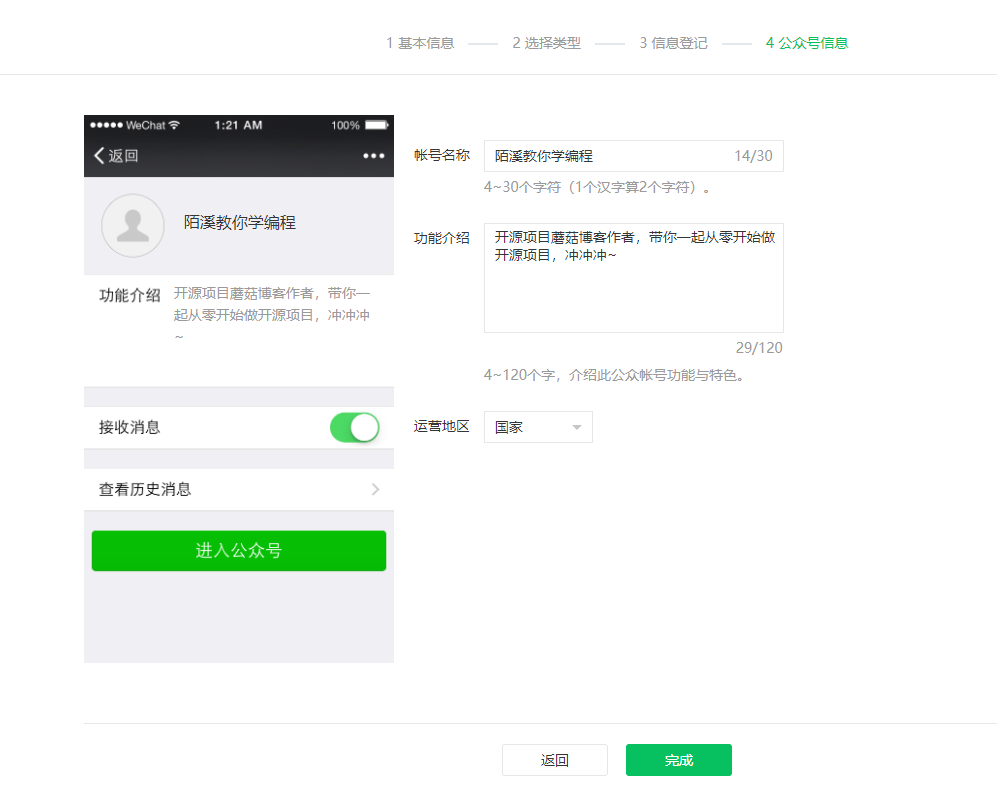 1 基本信息 2 选择类型 3 信息登记 4 公众号信息
WeChat 1:21 AM 100%
返回
陌溪教你学编程
功能介绍 开源项目蘑菇博客作者，带你一
起从零开始做开源项目，冲冲冲
~
接收消息
查看历史消息
进入公众号
帐号名称 陌溪教你学编程 14/30
4~30个字符（1个汉字算2个字符）。
功能介绍 开源项目蘑菇博客作者，带你一起从零开始做
开源项目，冲冲冲~
29/120
4~120个字，介绍此公众帐号功能与特色。
运营地区 国家
返回 完成